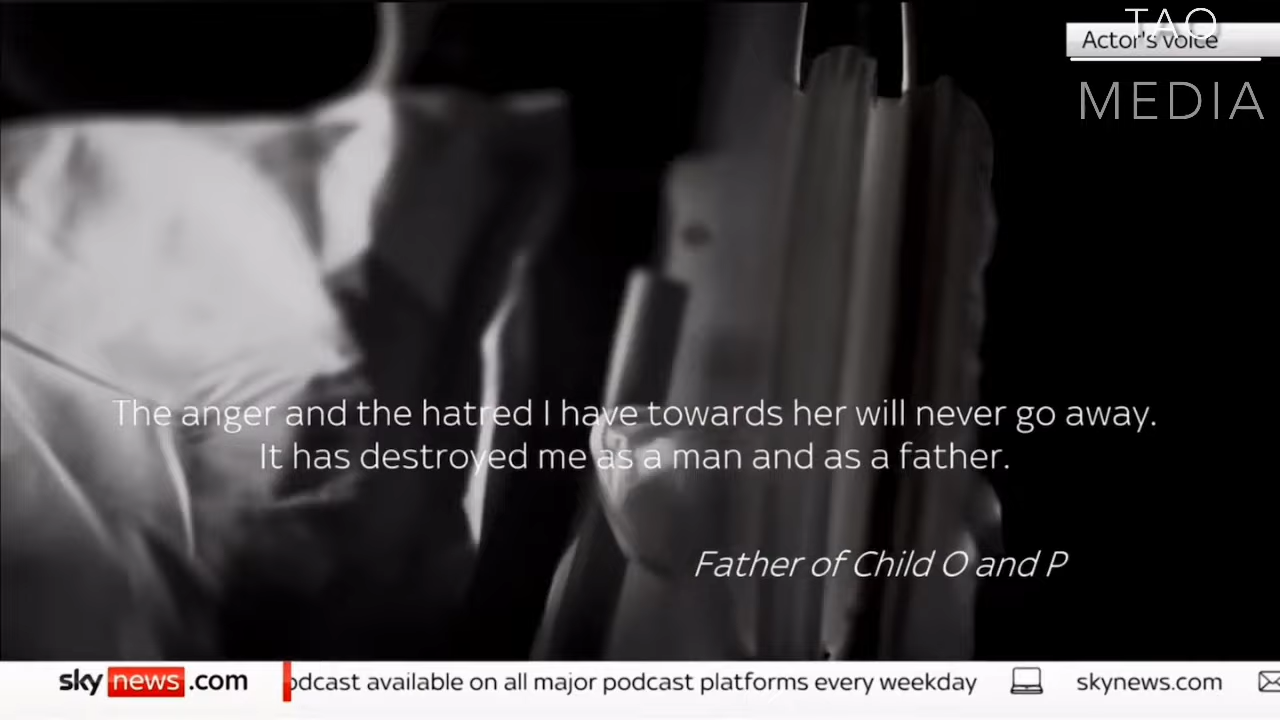 TAO
Actor's voice
MEDIA
The anger and the hatred I have towards her will never go away.
It has destroyed me as a man and as a father.
Father of Child O and P
sky news.com
odcast available on all major podcast platforms every weekday
skynews.com